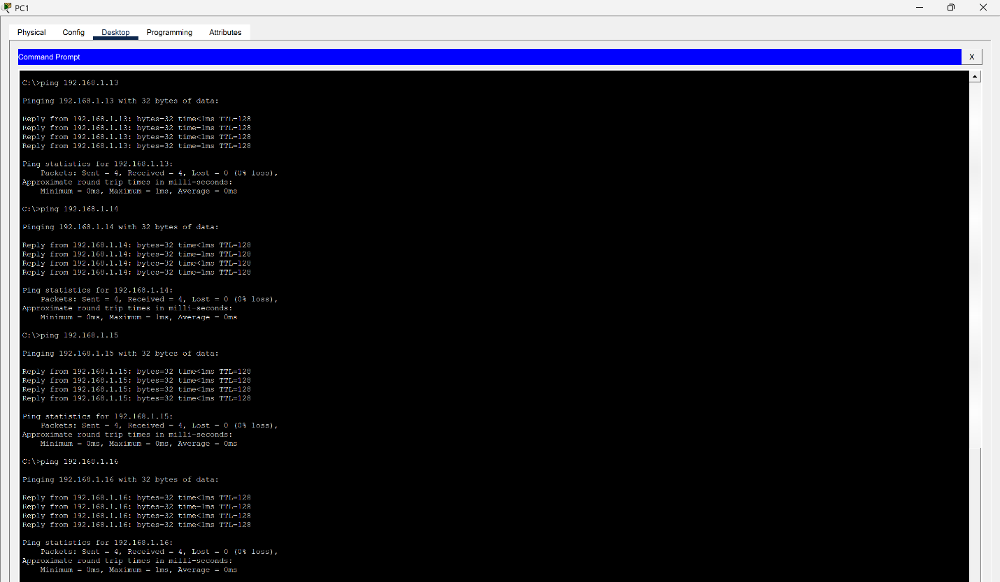 PC1
Physical Config Desktop Programming Attributes
Command Prompt X
C:\>ping 192.168.1.13
Pinging 192.168.1.13 with 32 bytes of data:
Reply from 192.168.1.13: bytes=32 time<1ms TTL=128
Reply from 192.168.1.13: bytes=32 time=1ms TTL=128
Reply from 192.168.1.13: bytes=32 time<1ms TTL=128
Reply from 192.168.1.13: bytes=32 time=1ms TTL=128
Ping statistics for 192.168.1.13:
Packets: Sent = 4, Received = 4, Lost = 0 (0% loss),
Approximate round trip times in milli-seconds:
Minimum = 0ms, Maximum = 1ms, Average = 0ms
C:\>ping 192.168.1.14
Pinging 192.168.1.14 with 32 bytes of data:
Reply from 192.168.1.14: bytes=32 time<1ms TTL=128
Reply from 192.168.1.14: bytes=32 time=1ms TTL=128
Reply from 192.168.1.14: bytes=32 time<1ms TTL=128
Reply from 192.168.1.14: bytes=32 time=1ms TTL=128
Ping statistics for 192.168.1.14:
Packets: Sent = 4, Received = 4, Lost = 0 (0% loss),
Approximate round trip times in milli-seconds:
Minimum = 0ms, Maximum = 1ms, Average = 0ms
C:\>ping 192.168.1.15
Pinging 192.168.1.15 with 32 bytes of data:
Reply from 192.168.1.15: bytes=32 time<1ms TTL=128
Reply from 192.168.1.15: bytes=32 time<1ms TTL=128
Reply from 192.168.1.15: bytes=32 time<1ms TTL=128
Reply from 192.168.1.15: bytes=32 time<1ms TTL=128
Ping statistics for 192.168.1.15:
Packets: Sent = 4, Received = 4, Lost = 0 (0% loss),
Approximate round trip times in milli-seconds:
Minimum = 0ms, Maximum = 0ms, Average = 0ms
C:\>ping 192.168.1.16
Pinging 192.168.1.16 with 32 bytes of data:
Reply from 192.168.1.16: bytes=32 time<1ms TTL=128
Reply from 192.168.1.16: bytes=32 time=1ms TTL=128
Reply from 192.168.1.16: bytes=32 time<1ms TTL=128
Reply from 192.168.1.16: bytes=32 time<1ms TTL=128
Ping statistics for 192.168.1.16:
Packets: Sent = 4, Received = 4, Lost = 0 (0% loss),
Approximate round trip times in milli-seconds:
Minimum = 0ms, Maximum = 1ms, Average = 0ms